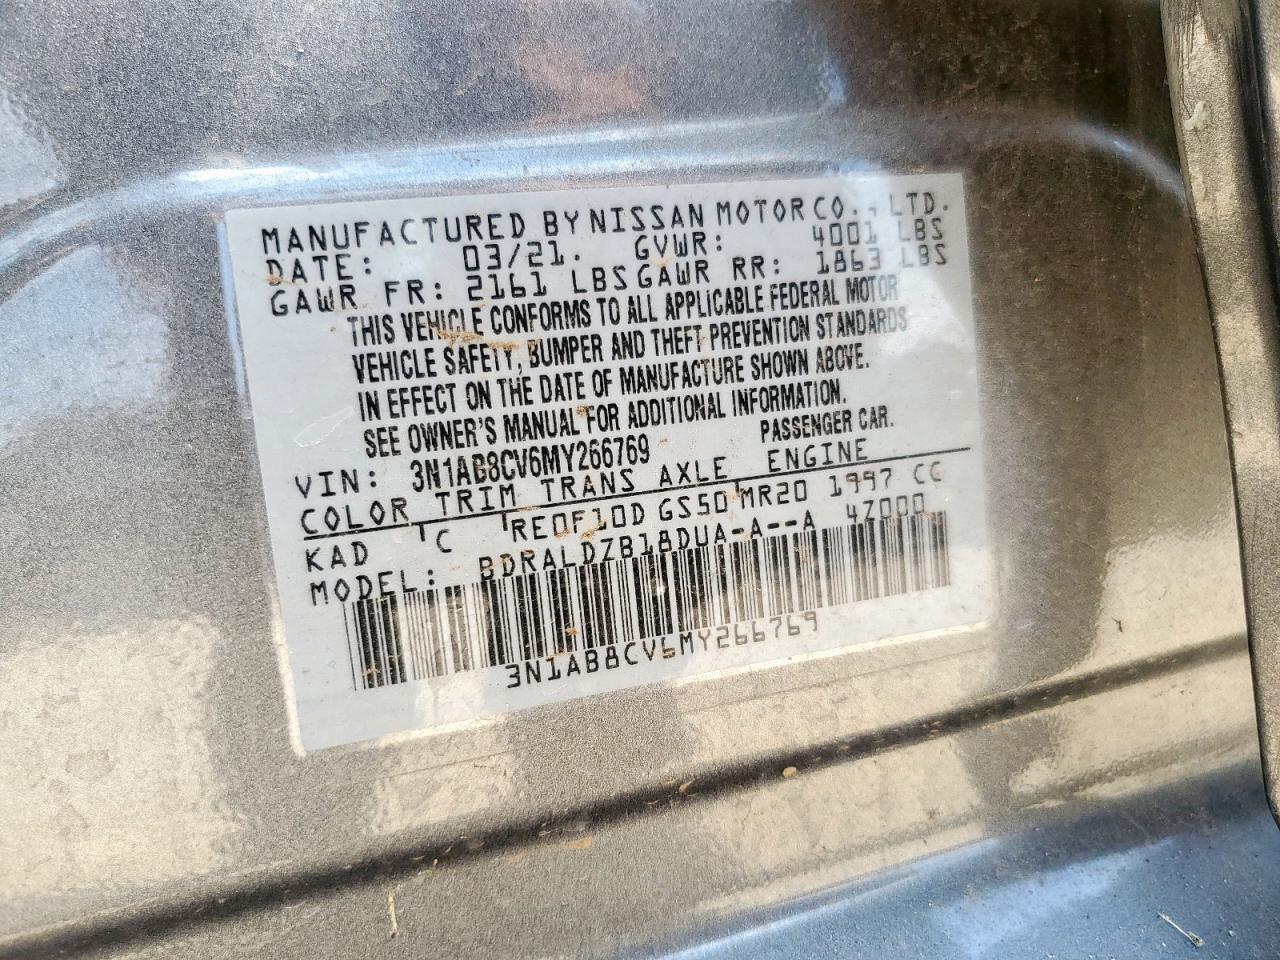 MANUFACTURED BY NISSAN MOTOR CO., LTD.
DATE: 03/21. GVWR: 4001 LBS
GAWR FR: 2161 LBS GAWR RR: 1863 LBS
THIS VEHICLE CONFORMS TO ALL APPLICABLE FEDERAL MOTOR
VEHICLE SAFETY, BUMPER AND THEFT PREVENTION STANDARDS
IN EFFECT ON THE DATE OF MANUFACTURE SHOWN ABOVE.
SEE OWNER'S MANUAL FOR ADDITIONAL INFORMATION.
VIN: 3N1AB8CV6MY266769 PASSENGER CAR.
COLOR TRIM TRANS AXLE ENGINE
KAD C RE0F10D GS50 MR20 1997 CC
MODEL: BDRALDZB18DUA-A--A 4Z000
3N1AB8CV6MY266769